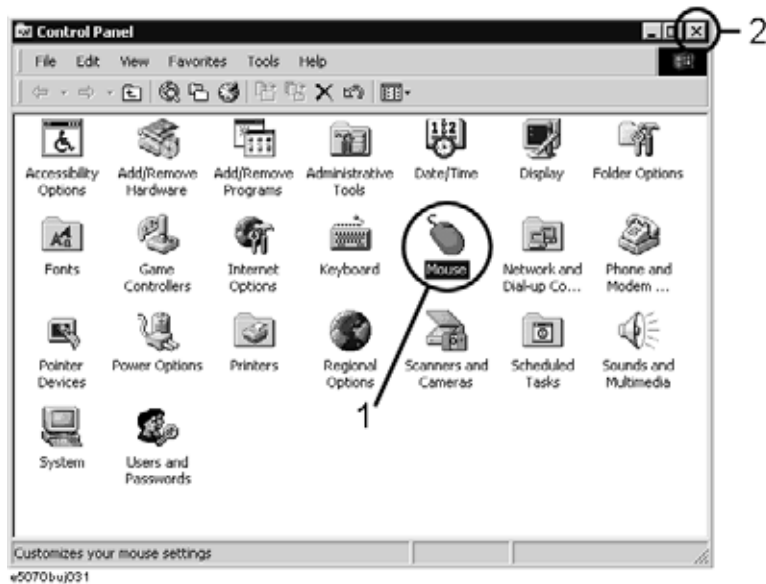 Control Panel
2
File Edit View Favorites Tools Help
Accessibility Options
Add/Remove Hardware
Add/Remove Programs
Administrative Tools
Date/Time
Display
Folder Options
Fonts
Game Controllers
Internet Options
Keyboard
Mouse
Network and Dial-up Co...
Phone and Modem ...
Pointer Devices
Power Options
Printers
Regional Options
Scanners and Cameras
Scheduled Tasks
Sounds and Multimedia
1
System
Users and Passwords
Customizes your mouse settings
e5070buj031